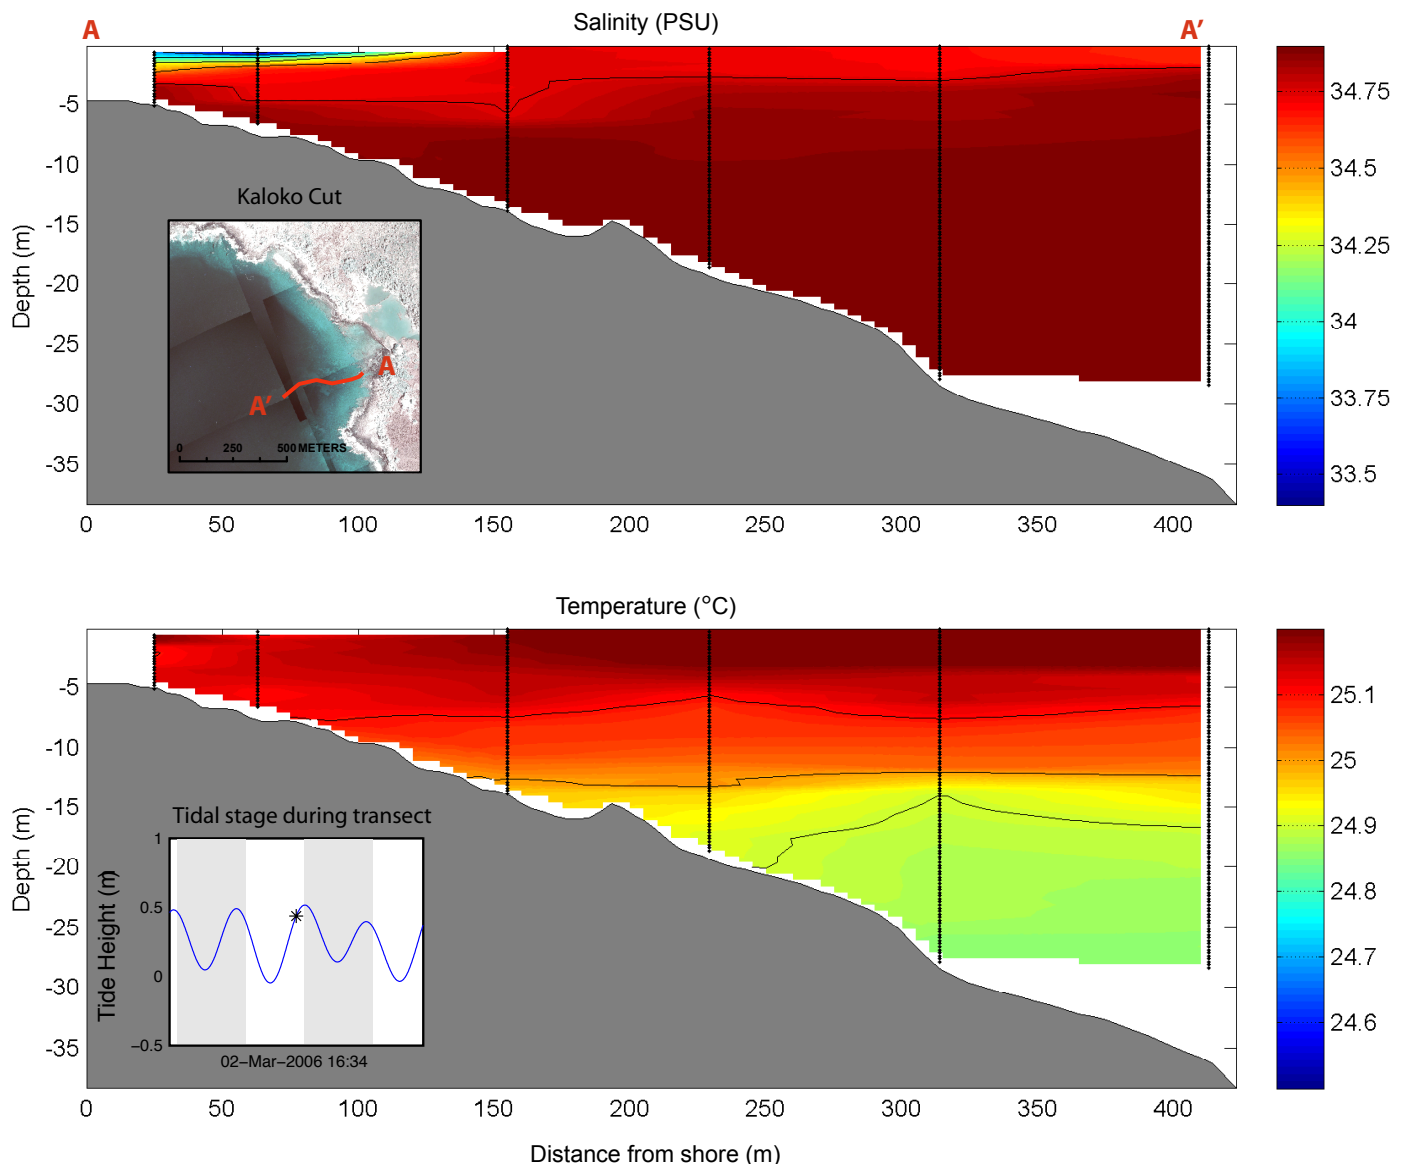 A
Salinity (PSU)
A'
-5
-10
-15
-20
-25
-30
-35
Depth (m)
Kaloko Cut
A
A'
0 250 500 METERS
0 50 100 150 200 250 300 350 400
34.75
34.5
34.25
34
33.75
33.5
Temperature (°C)
-5
-10
-15
-20
-25
-30
-35
Depth (m)
Tidal stage during transect
1
0.5
0
−0.5
Tide Height (m)
02−Mar−2006 16:34
0 50 100 150 200 250 300 350 400
Distance from shore (m)
25.1
25
24.9
24.8
24.7
24.6